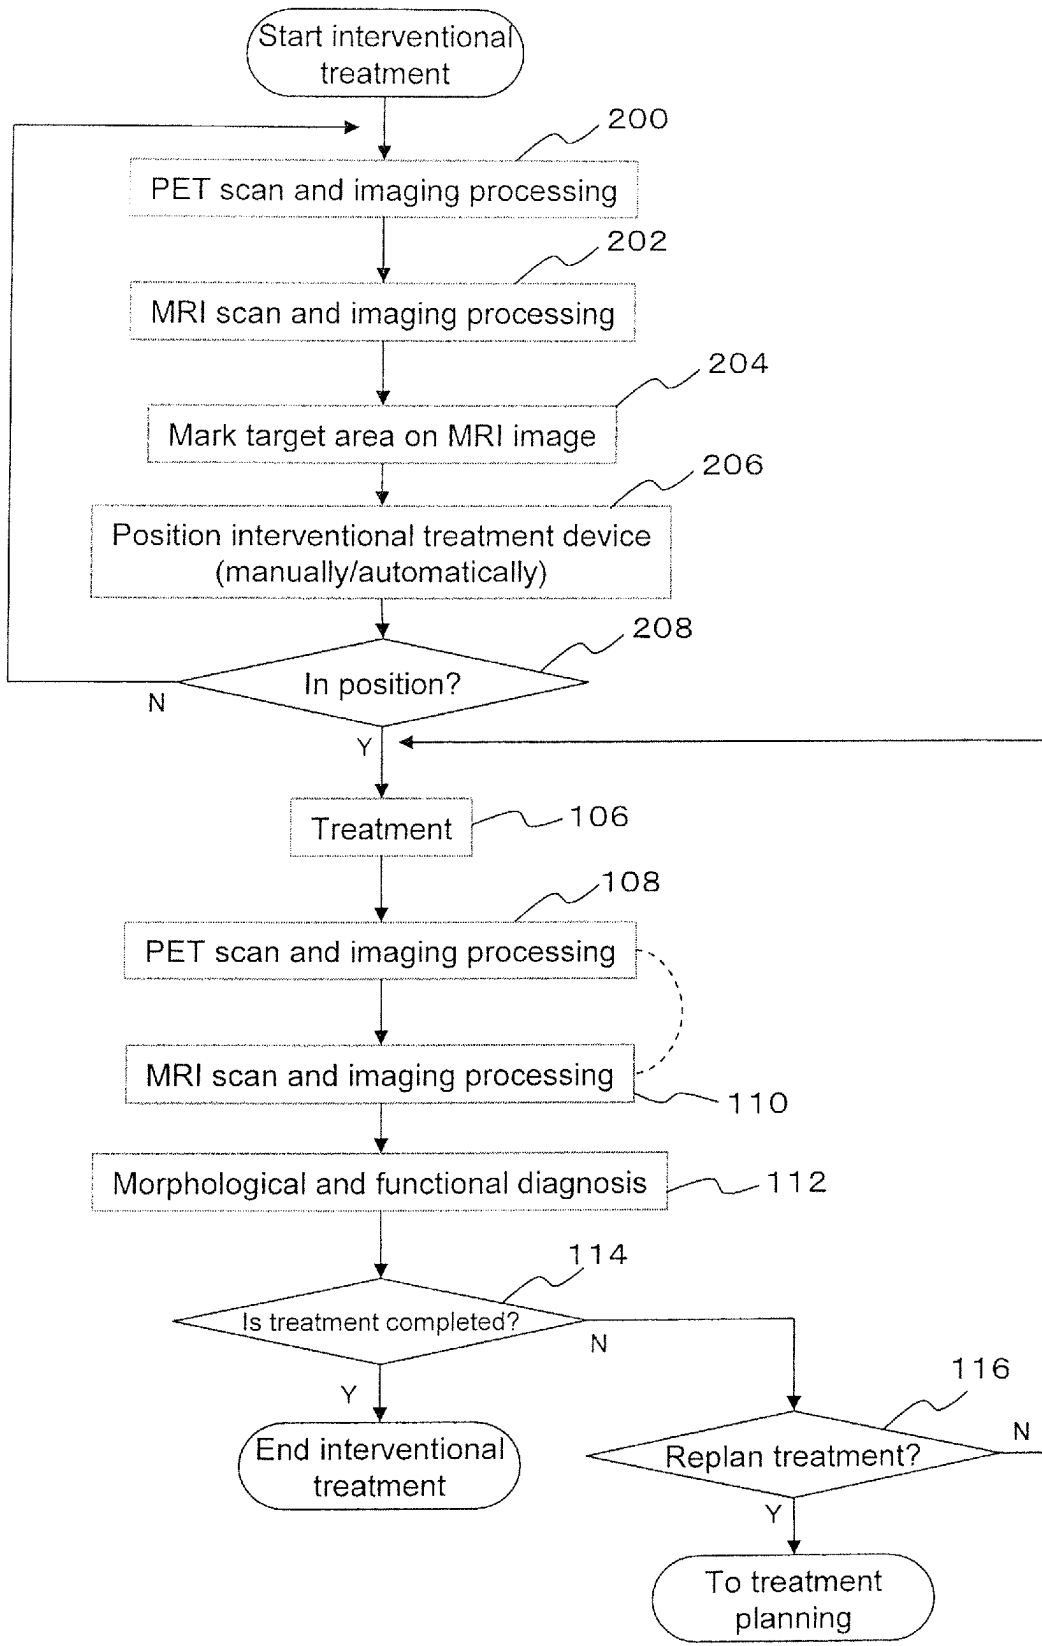 Start interventional
treatment
200
PET scan and imaging processing
202
MRI scan and imaging processing
204
Mark target area on MRI image
206
Position interventional treatment device
(manually/automatically)
208
In position?
N
Y
Treatment
106
108
PET scan and imaging processing
MRI scan and imaging processing
110
Morphological and functional diagnosis
112
114
Is treatment completed?
N
Y
116
End interventional
treatment
Replan treatment?
N
Y
To treatment
planning